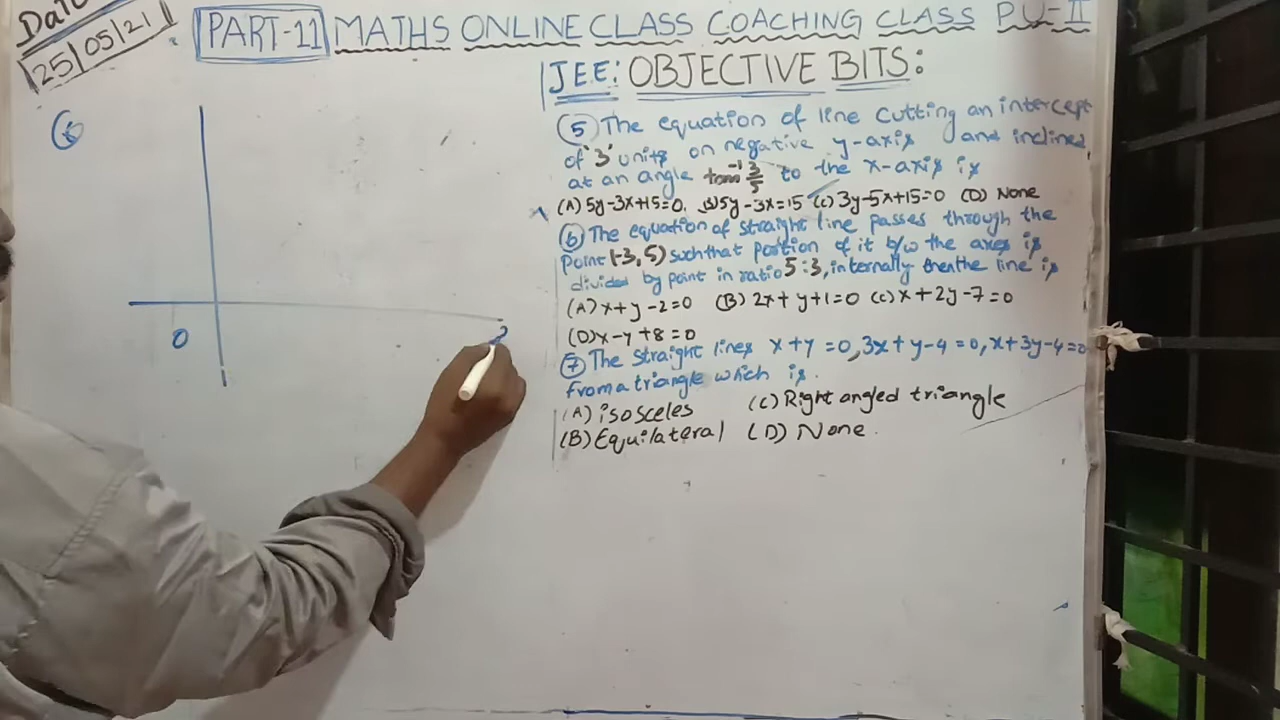 Date
25/05/21
PART-11 MATHS ONLINE CLASS COACHING CLASS P.U-II
JEE: OBJECTIVE BITS:
(5) The equation of line cutting an intercept
of '3' units on negative y-axis and inclined
at an angle tan⁻¹ 3/5 to the x-axis is
(A) 5y-3x+15=0. (B) 5y-3x=15 (C) 3y-5x+15=0 (D) None
(6) The equation of straight line passes through the
point (-3, 5) such that portion of it b/w the axes is
divided by point in ratio 5:3, internally then the line is
(A) x+y-2=0 (B) 2x+y+1=0 (C) x+2y-7=0
(D) x-y+8=0
(7) The straight lines x+y=0, 3x+y-4=0, x+3y-4=0
from a triangle which is.
(A) isosceles (C) Right angled triangle
(B) Equilateral (D) None.
(6)
0